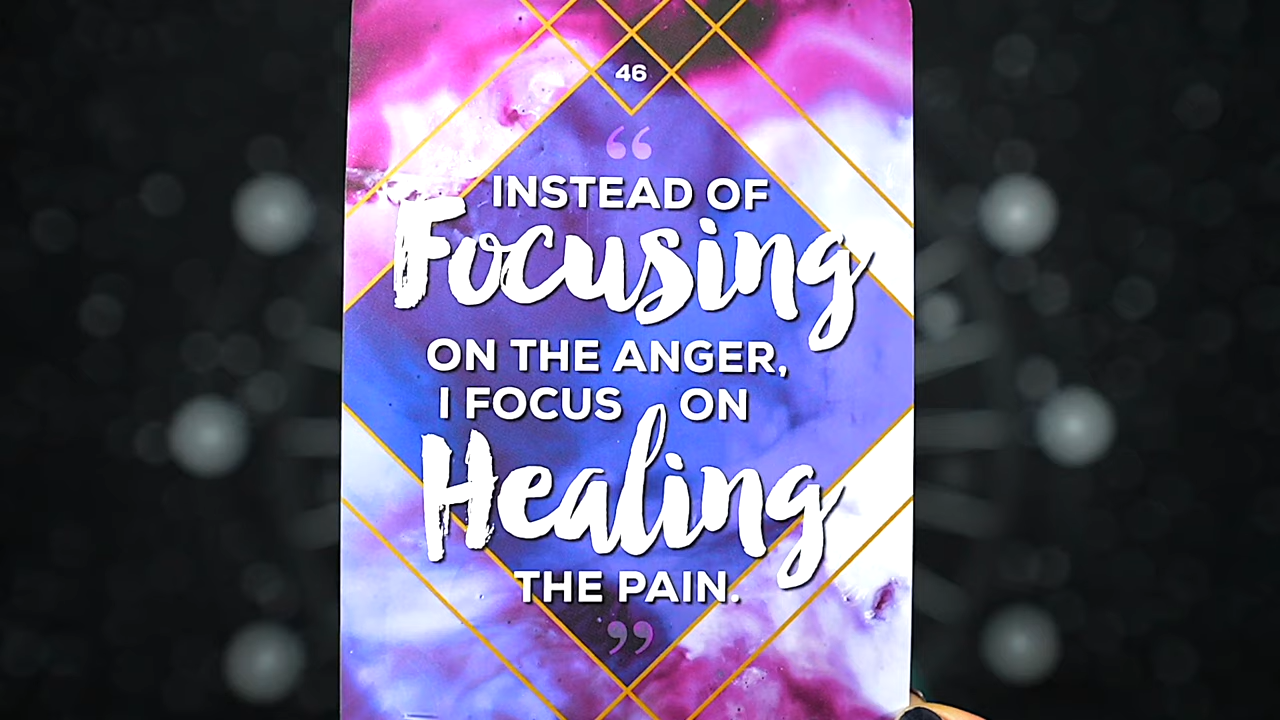 46
“
INSTEAD OF
Focusing
ON THE ANGER,
I FOCUS ON
Healing
THE PAIN.
”